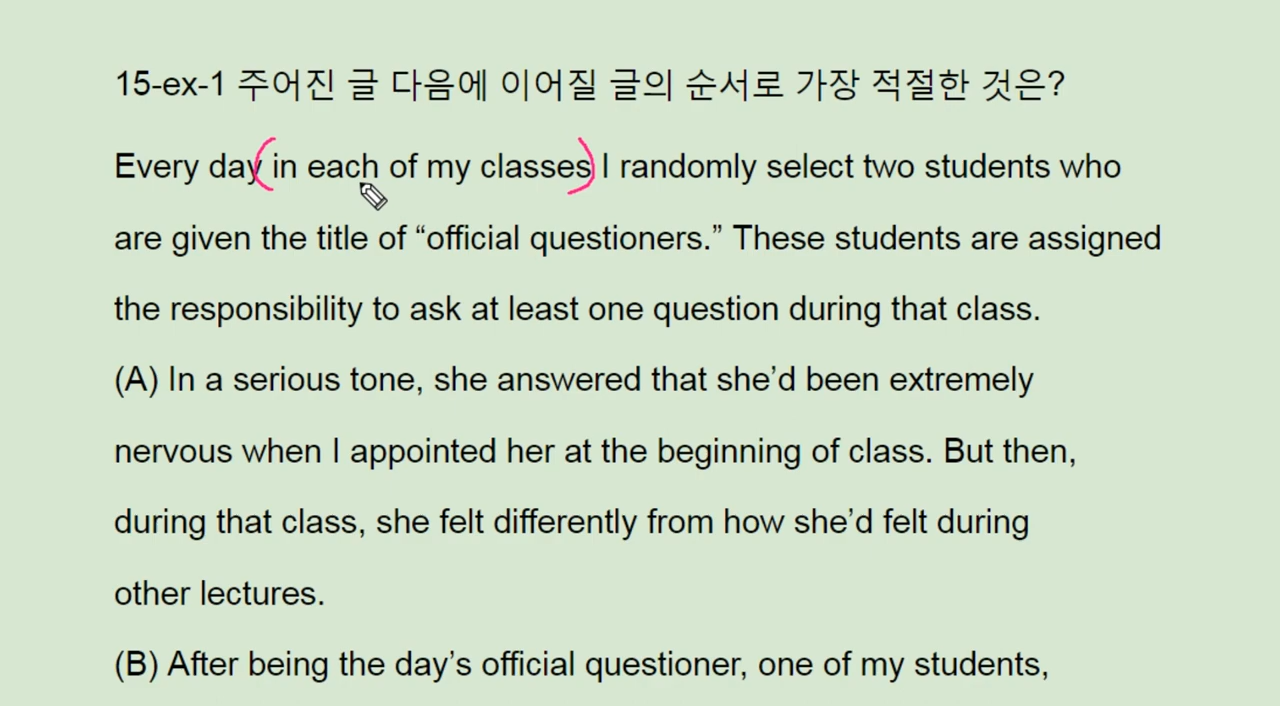 15-ex-1 주어진 글 다음에 이어질 글의 순서로 가장 적절한 것은?
Every day in each of my classes I randomly select two students who
are given the title of “official questioners.” These students are assigned
the responsibility to ask at least one question during that class.
(A) In a serious tone, she answered that she’d been extremely
nervous when I appointed her at the beginning of class. But then,
during that class, she felt differently from how she’d felt during
other lectures.
(B) After being the day’s official questioner, one of my students,